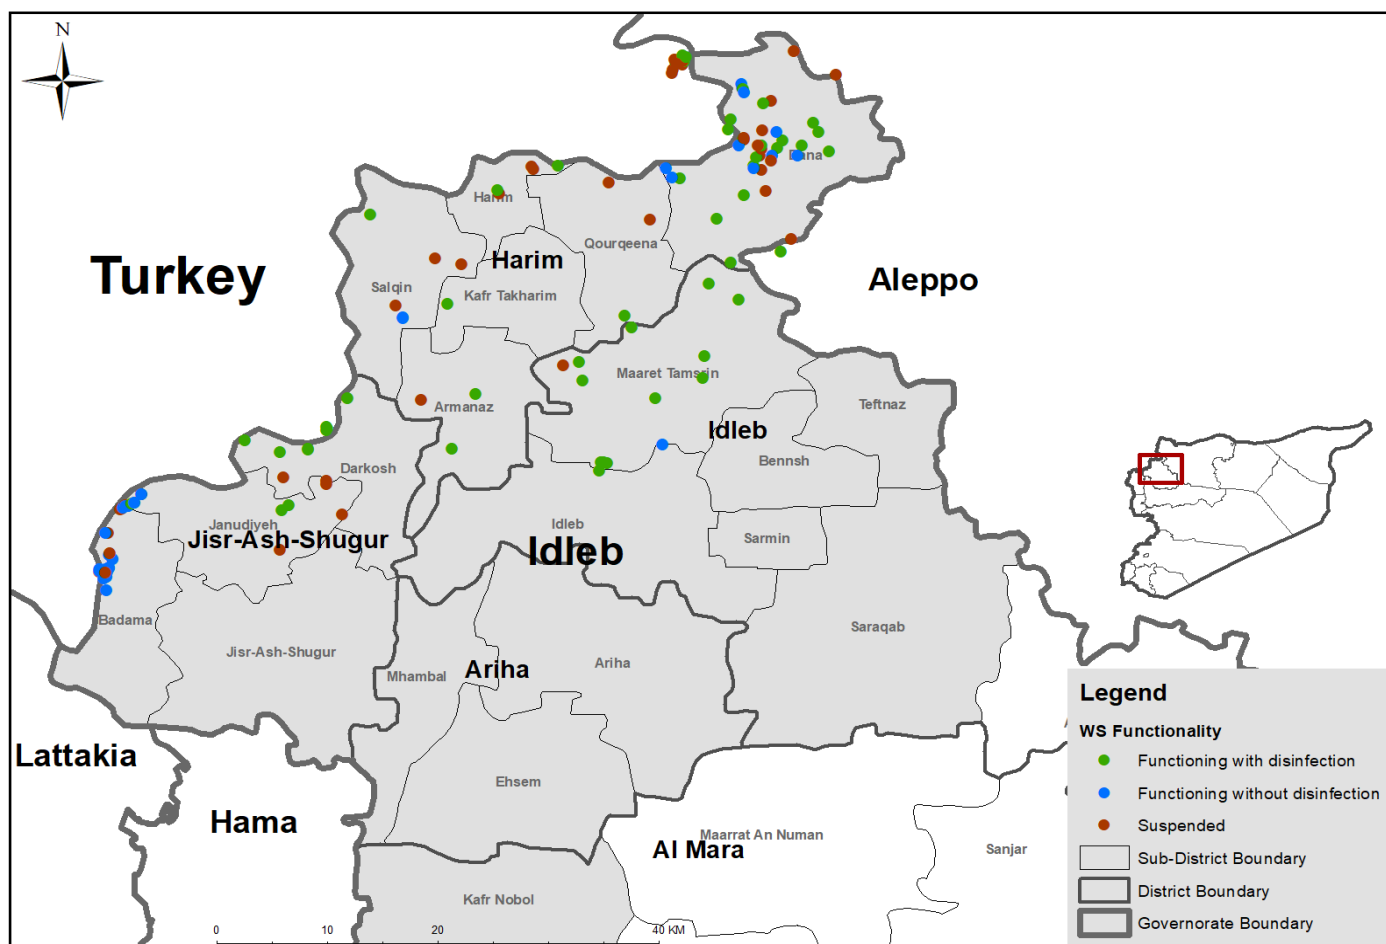 N
Dana
Harim
Turkey
Qourqeena
Harim
Aleppo
Salqin
Kafr Takharim
Maaret Tamsrin
Teftnaz
Armanaz
Idleb
Bennsh
Darkosh
Janudiyeh
Idleb
Jisr-Ash-Shugur
Sarmin
Idleb
Badama
Saraqab
Jisr-Ash-Shugur
Ariha
Ariha
Mhambal
Lattakia
Ehsem
Hama
Maarrat An Numan
Al Mara
Sanjar
Kafr Nobol
0 10 20 40 KM
Legend
WS Functionality
Functioning with disinfection
Functioning without disinfection
Suspended
Sub-District Boundary
District Boundary
Governorate Boundary